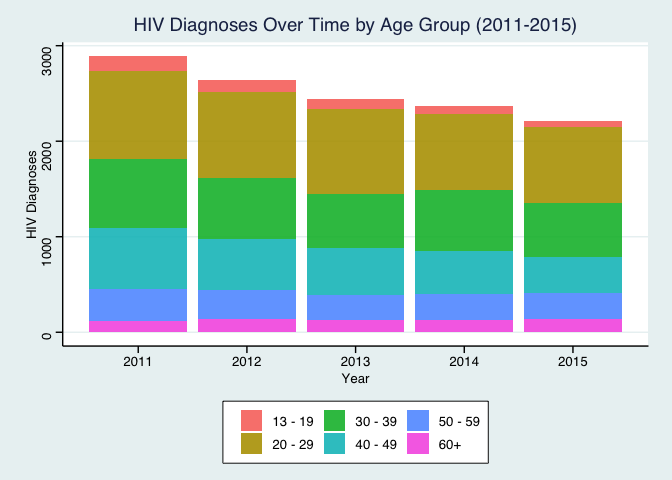 HIV Diagnoses Over Time by Age Group (2011-2015)
HIV Diagnoses
3000
2000
1000
0
2011 2012 2013 2014 2015
Year
13 - 19 30 - 39 50 - 59
20 - 29 40 - 49 60+